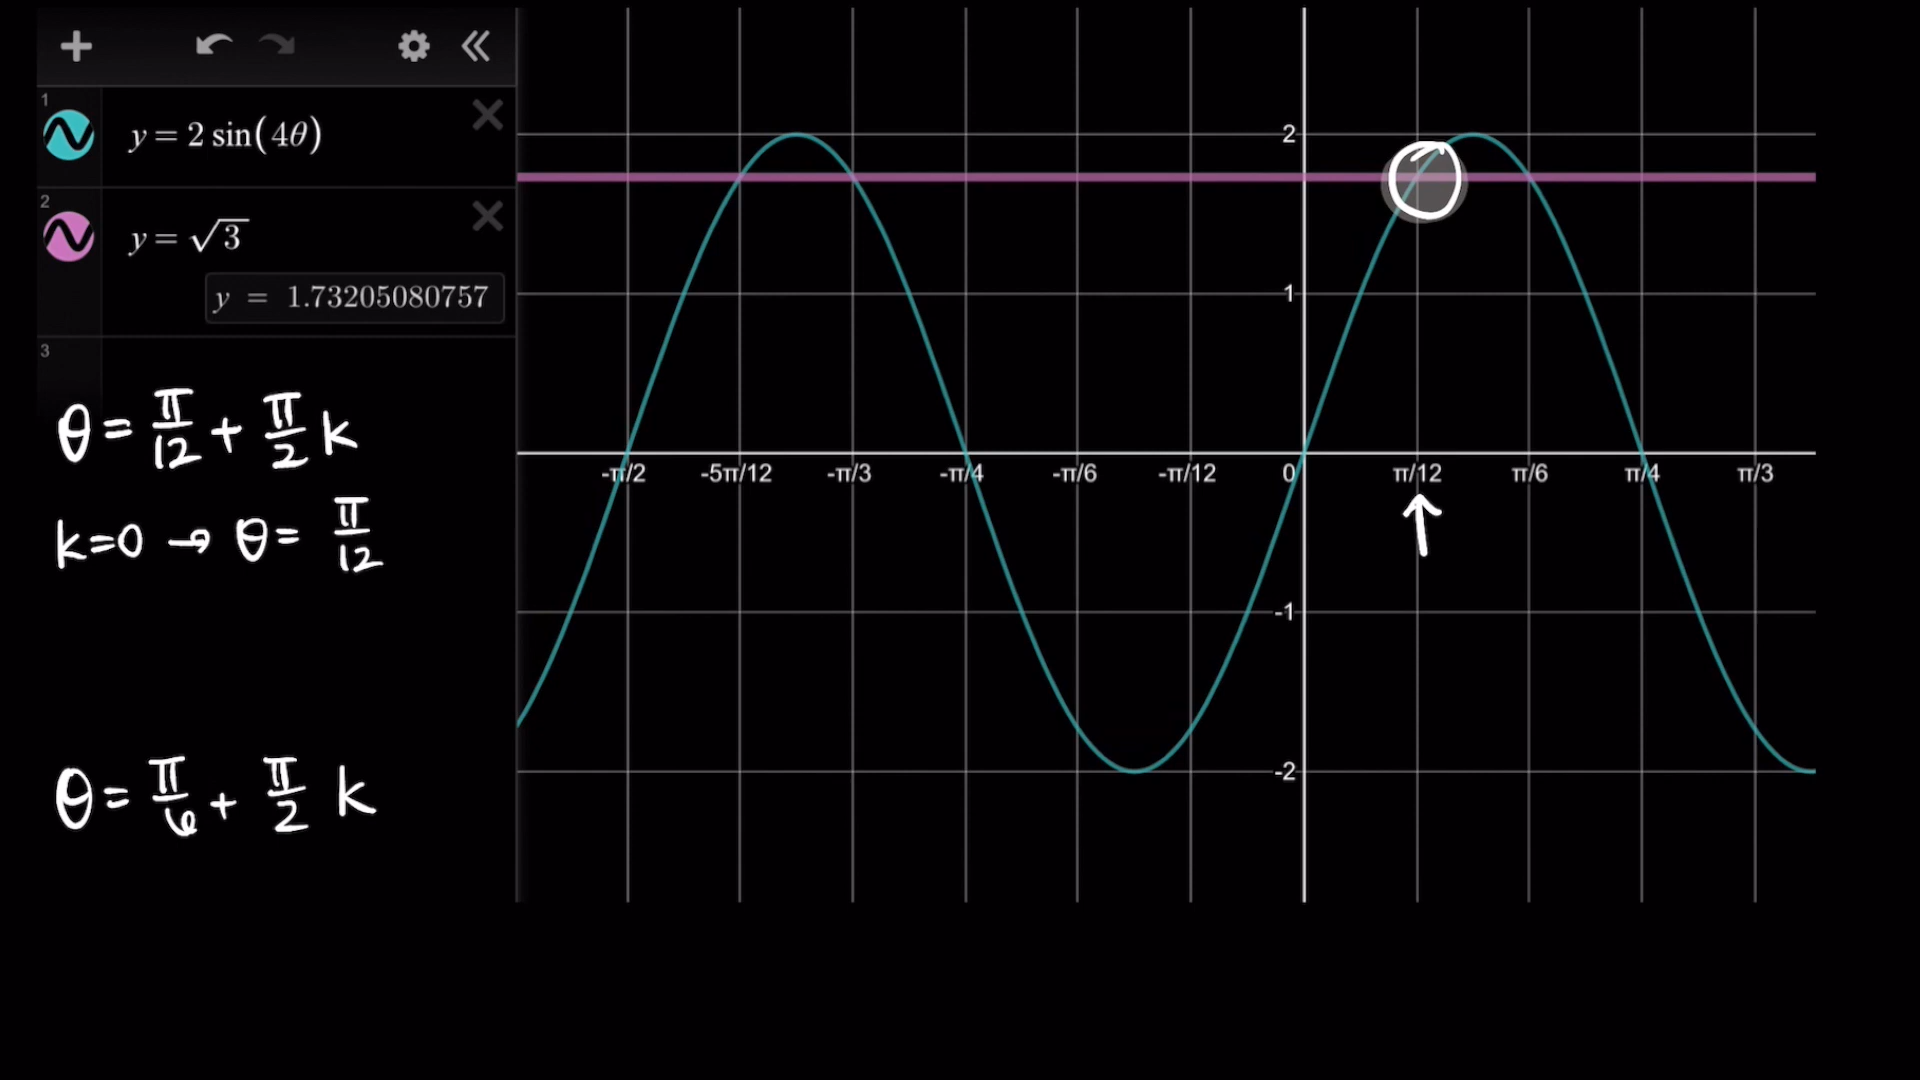 1
y = 2 sin(4θ)
2
y = √3
y = 1.73205080757
3
θ = π/12 + π/2 k
k = 0 → θ = π/12
θ = π/6 + π/2 k
2
1
-π/2 -5π/12 -π/3 -π/4 -π/6 -π/12 0 π/12 π/6 π/4 π/3
-1
-2